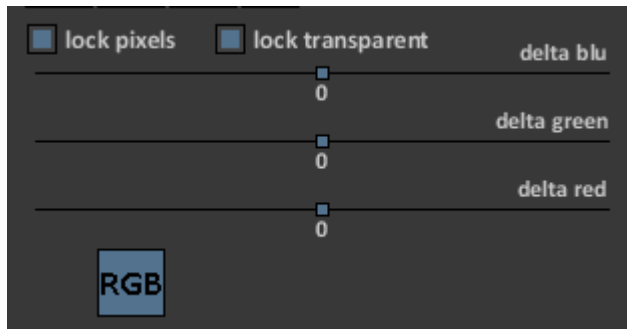 lock pixels lock transparent
delta blu
0
delta green
0
delta red
0
RGB